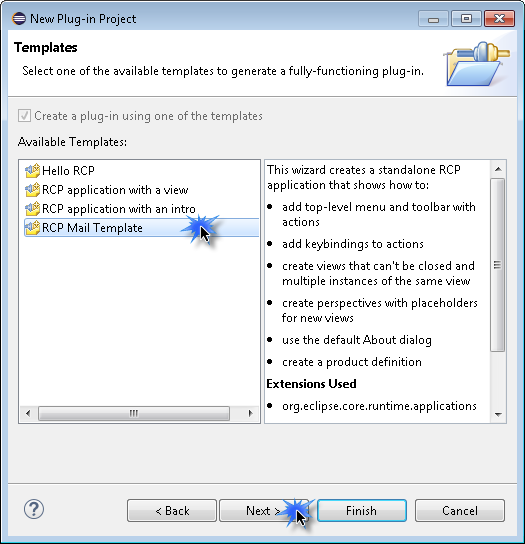 New Plug-in Project
Templates
Select one of the available templates to generate a fully-functioning plug-in.
Create a plug-in using one of the templates
Available Templates:
Hello RCP
RCP application with a view
RCP application with an intro
RCP Mail Template
This wizard creates a standalone RCP
application that shows how to:
• add top-level menu and toolbar with
actions
• add keybindings to actions
• create views that can't be closed and
multiple instances of the same view
• create perspectives with placeholders
for new views
• use the default About dialog
• create a product definition
Extensions Used
• org.eclipse.core.runtime.applications
? < Back Next > Finish Cancel